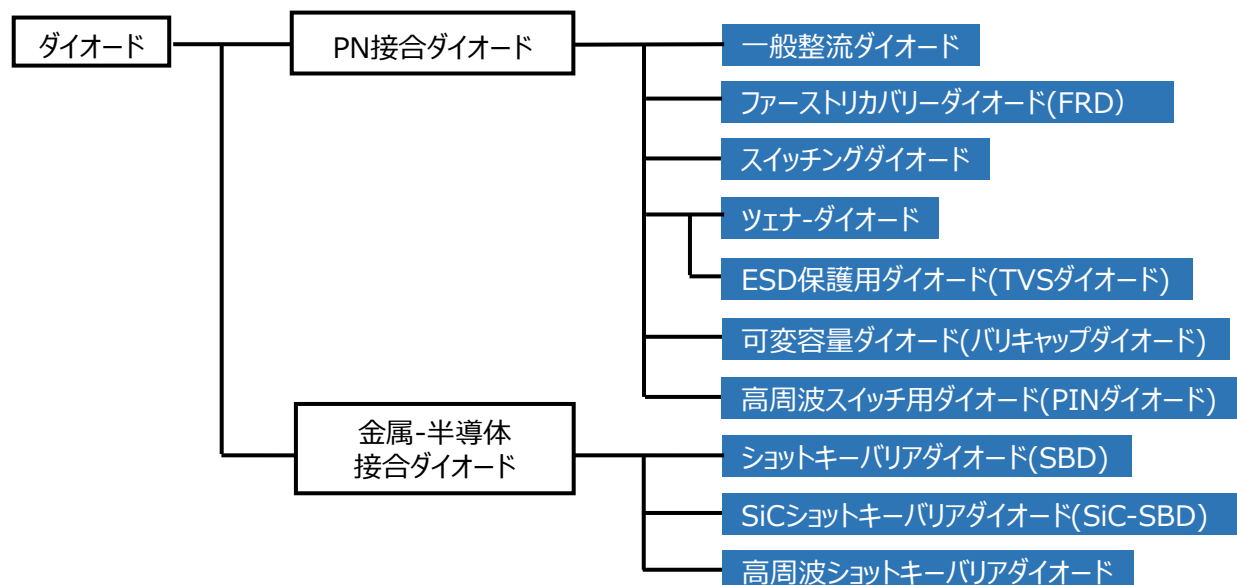 ダイオード
PN接合ダイオード
一般整流ダイオード
ファーストリカバリーダイオード(FRD）
スイッチングダイオード
ツェナ-ダイオード
ESD保護用ダイオード(TVSダイオード)
可変容量ダイオード(バリキャップダイオード)
高周波スイッチ用ダイオード(PINダイオード)
金属-半導体
接合ダイオード
ショットキーバリアダイオード(SBD)
SiCショットキーバリアダイオード(SiC-SBD)
高周波ショットキーバリアダイオード